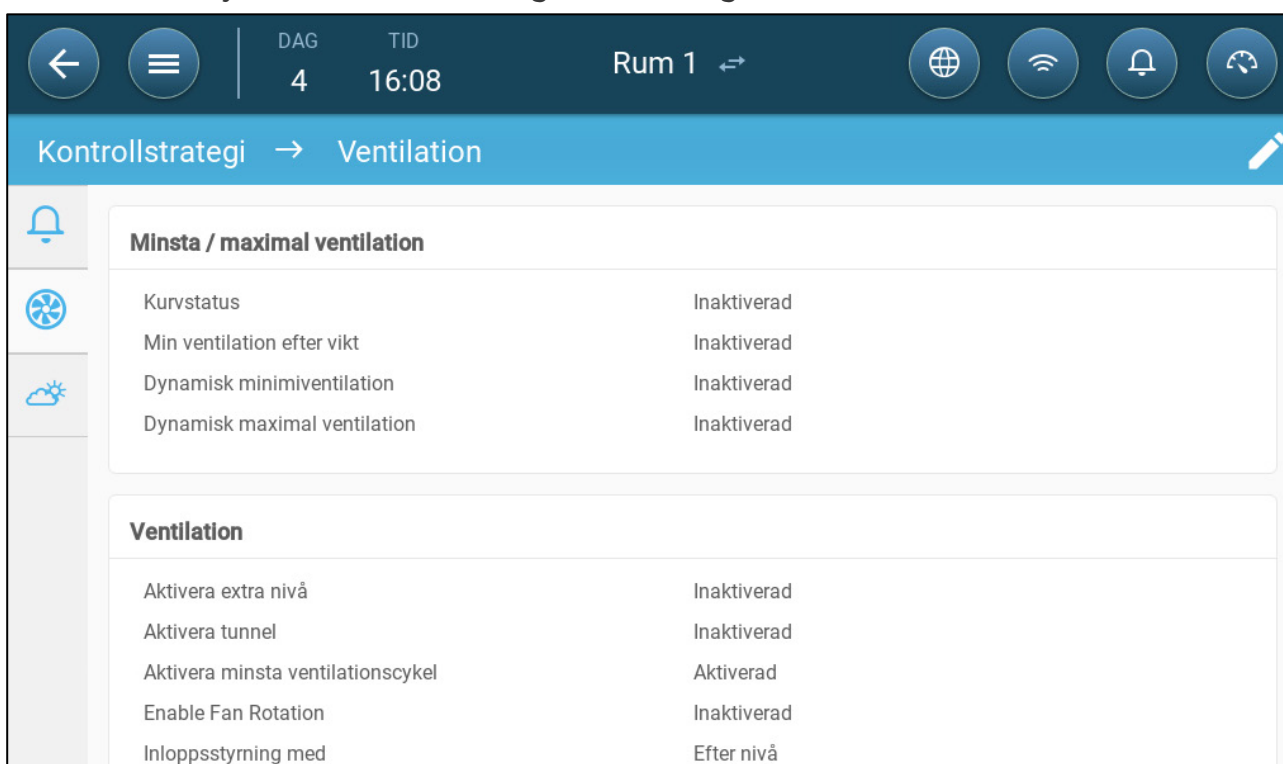 DAG TID
4 16:08
Rum 1
Kontrollstrategi → Ventilation
Minsta / maximal ventilation
Kurvstatus Inaktiverad
Min ventilation efter vikt Inaktiverad
Dynamisk minimiventilation Inaktiverad
Dynamisk maximal ventilation Inaktiverad
Ventilation
Aktivera extra nivå Inaktiverad
Aktivera tunnel Inaktiverad
Aktivera minsta ventilationscykel Aktiverad
Enable Fan Rotation Inaktiverad
Inloppsstyrning med Efter nivå